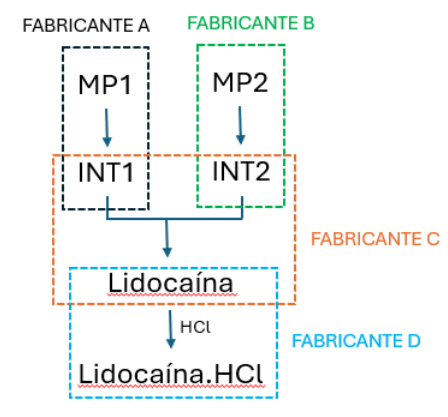 FABRICANTE A
FABRICANTE B
MP1
MP2
INT1
INT2
FABRICANTE C
Lidocaína
HCl
FABRICANTE D
Lidocaína.HCl